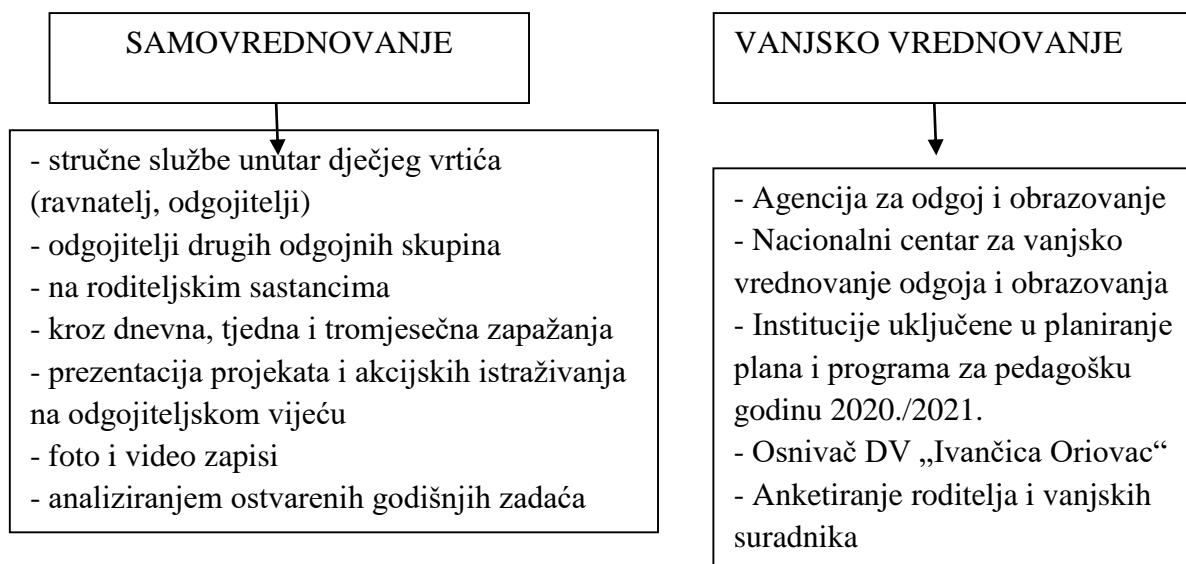 SAMOVREDNOVANJE
- stručne službe unutar dječjeg vrtića
(ravnatelj, odgojitelji)
- odgojitelji drugih odgojnih skupina
- na roditeljskim sastancima
- kroz dnevna, tjedna i tromjesečna zapažanja
- prezentacija projekata i akcijskih istraživanja
na odgojiteljskom vijeću
- foto i video zapisi
- analiziranjem ostvarenih godišnjih zadaća
VANJSKO VREDNOVANJE
- Agencija za odgoj i obrazovanje
- Nacionalni centar za vanjsko
vrednovanje odgoja i obrazovanja
- Institucije uključene u planiranje
plana i programa za pedagošku
godinu 2020./2021.
- Osnivač DV „Ivančica Oriovac“
- Anketiranje roditelja i vanjskih
suradnika